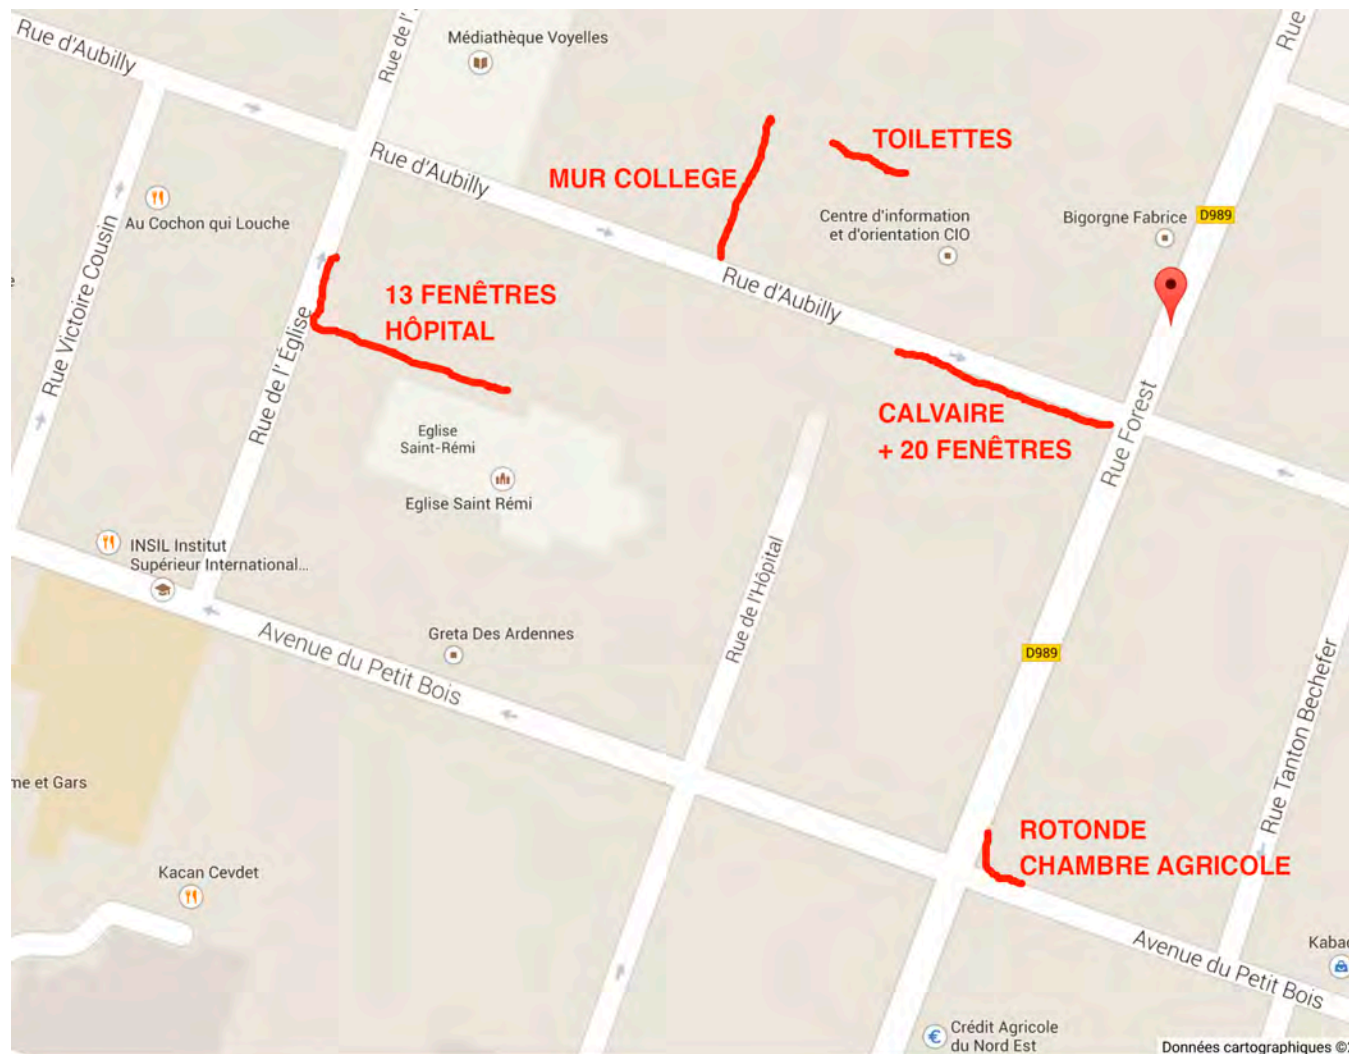 Rue d'Aubilly
Rue de l'
Médiathèque Voyelles
Rue
Rue d'Aubilly
MUR COLLEGE
TOILETTES
Au Cochon qui Louche
Centre d'information
et d'orientation CIO
Bigorgne Fabrice
D989
Rue Victoire Cousin
Rue de l' Église
13 FENÊTRES
HÔPITAL
Rue d'Aubilly
CALVAIRE
+ 20 FENÊTRES
Rue Forest
Eglise
Saint-Rémi
Eglise Saint Rémi
INSIL Institut
Supérieur International...
Rue de l'Hôpital
Greta Des Ardennes
Avenue du Petit Bois
D989
Rue Tanton Bechefer
me et Gars
ROTONDE
CHAMBRE AGRICOLE
Kacan Cevdet
Avenue du Petit Bois
Crédit Agricole
du Nord Est
Données cartographiques ©